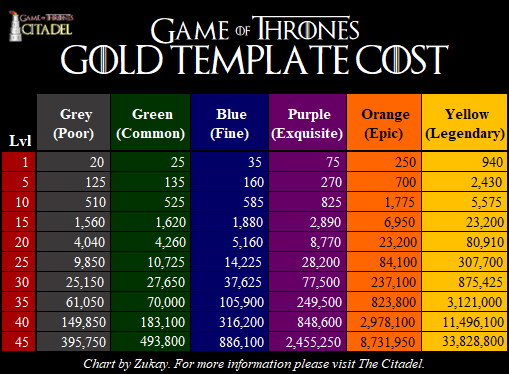 GAME OF THRONES
CITADEL
GAME OF THRONES
GOLD TEMPLATE COST
Lvl Grey (Poor) Green (Common) Blue (Fine) Purple (Exquisite) Orange (Epic) Yellow (Legendary)
1 20 25 35 75 250 940
5 125 135 160 270 700 2,430
10 510 525 585 825 1,775 5,575
15 1,560 1,620 1,880 2,890 6,950 23,200
20 4,040 4,260 5,160 8,770 23,200 80,910
25 9,850 10,725 14,225 28,200 84,100 307,700
30 25,150 27,650 37,625 77,500 237,100 875,425
35 61,050 70,000 105,900 249,500 823,800 3,121,000
40 149,850 183,100 316,200 848,600 2,978,100 11,496,100
45 395,750 493,800 886,100 2,455,250 8,731,950 33,828,800
Chart by Zukay. For more information please visit The Citadel.